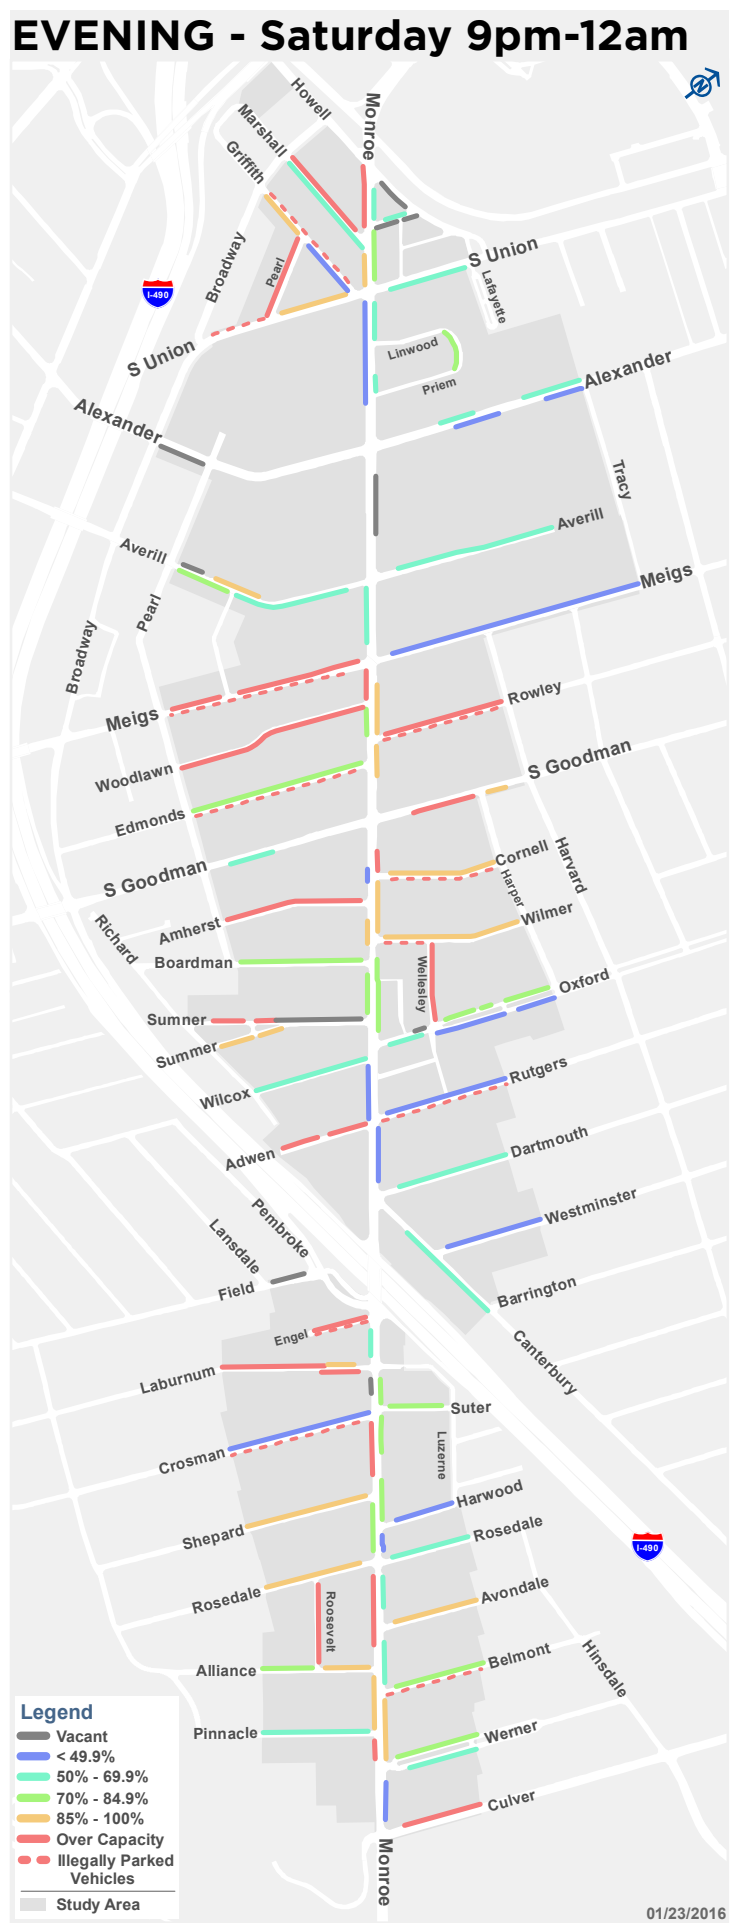 EVENING - Saturday 9pm-12am
N
Howell
Monroe
Marshall
Griffith
Broadway
Pearl
S Union
Lafayette
I-490
S Union
Linwood
Priem
Alexander
Alexander
Tracy
Averill
Averill
Meigs
Pearl
Broadway
Meigs
Rowley
Woodlawn
S Goodman
Edmonds
S Goodman
Cornell
Harvard
Harper
Richard
Amherst
Wilmer
Boardman
Wellesley
Oxford
Sumner
Summer
Rutgers
Wilcox
Dartmouth
Adwen
Westminster
Pembroke
Lansdale
Field
Barrington
Engel
Canterbury
Laburnum
Suter
Luzerne
Crosman
Harwood
Shepard
Rosedale
I-490
Rosedale
Roosevelt
Avondale
Alliance
Belmont
Hinsdale
Pinnacle
Werner
Culver
Monroe
Legend
Vacant
< 49.9%
50% - 69.9%
70% - 84.9%
85% - 100%
Over Capacity
Illegally Parked
Vehicles
Study Area
01/23/2016